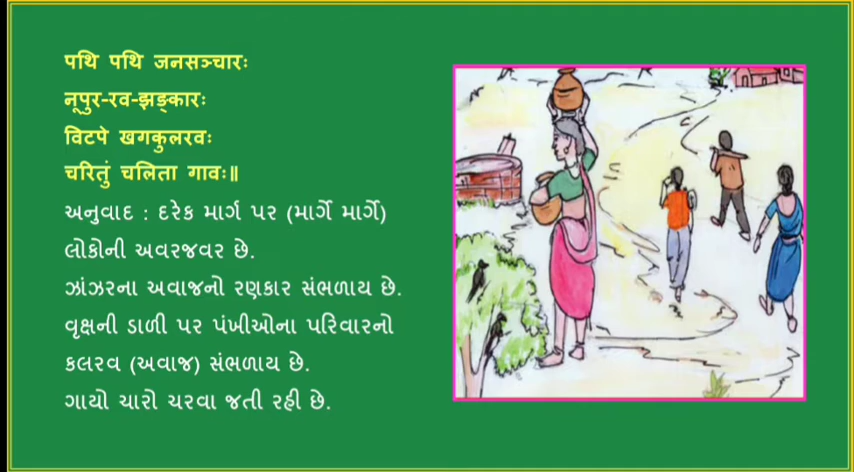 पथि पथि जनसञ्चारः
नूपुर-रव-झङ्कारः
विटपे खगकुलरवः
चरितुं चलिता गावः॥
અનુવાદ : દરેક માર્ગ પર (માર્ગે માર્ગે)
લોકોની અવરજવર છે.
ઝાંઝરના અવાજનો રણકાર સંભળાય છે.
વૃક્ષની ડાળી પર પંખીઓના પરિવારનો
કલરવ (અવાજ) સંભળાય છે.
ગાયો ચારો ચરવા જતી રહી છે.